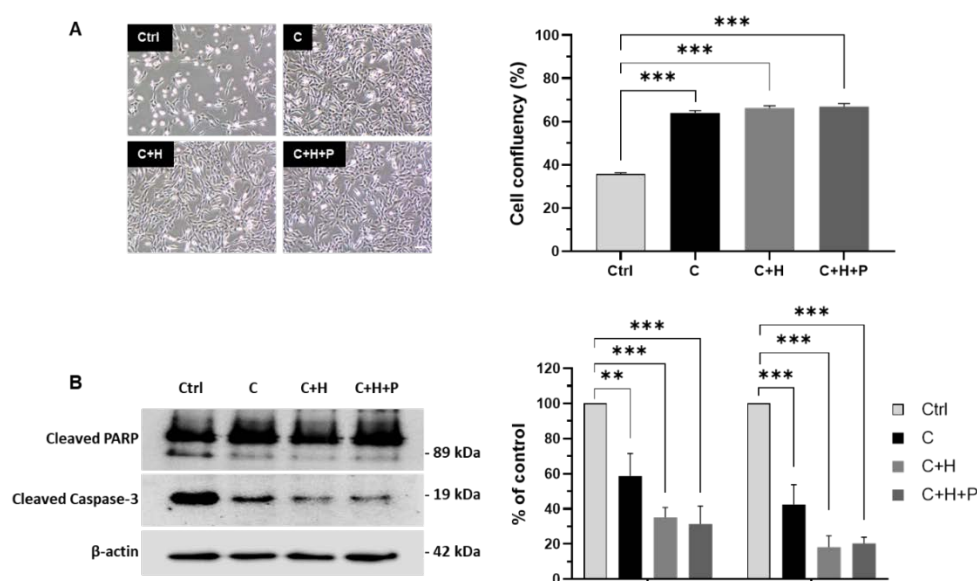 A
Ctrl
C
C+H
C+H+P
Cell confluency (%)
100
80
60
40
20
0
***
***
***
Ctrl
C
C+H
C+H+P
B
Ctrl
C
C+H
C+H+P
Cleaved PARP
- 89 kDa
Cleaved Caspase-3
- 19 kDa
β-actin
- 42 kDa
% of control
120
100
80
60
40
20
0
***
***
**
***
***
***
Ctrl
C
C+H
C+H+P